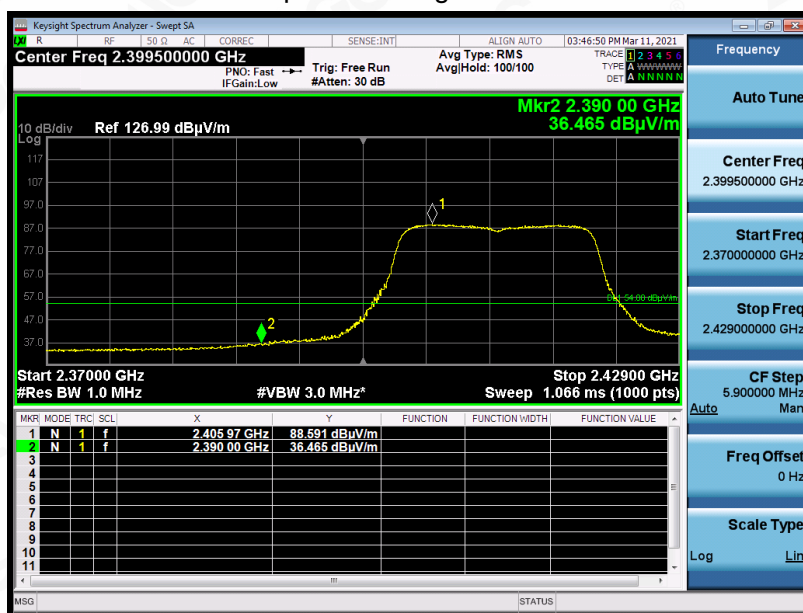 Keysight Spectrum Analyzer - Swept SA
LXI R RF 50 Ω AC CORREC SENSE:INT ALIGN AUTO 03:46:50 PM Mar 11, 2021
Center Freq 2.399500000 GHz
PNO: Fast
IFGain:Low
Trig: Free Run
#Atten: 30 dB
Avg Type: RMS
Avg|Hold: 100/100
TRACE 1 2 3 4 5 6
TYPE A WWWWW
DET A N N N N N
Mkr2 2.390 00 GHz
36.465 dBµV/m
10 dB/div Ref 126.99 dBµV/m
Log
117
107
97.0
87.0
77.0
67.0
57.0
47.0
37.0
1
2
54.00 dBµV/m
Start 2.37000 GHz Stop 2.42900 GHz
#Res BW 1.0 MHz #VBW 3.0 MHz* Sweep 1.066 ms (1000 pts)
MKR MODE TRC SCL X Y FUNCTION FUNCTION WIDTH FUNCTION VALUE
1 N 1 f 2.405 97 GHz 88.591 dBµV/m
2 N 1 f 2.390 00 GHz 36.465 dBµV/m
3
4
5
6
7
8
9
10
11
MSG STATUS
Frequency
Auto Tune
Center Freq
2.399500000 GHz
Start Freq
2.370000000 GHz
Stop Freq
2.429000000 GHz
CF Step
5.900000 MHz
Auto Man
Freq Offset
0 Hz
Scale Type
Log Lin